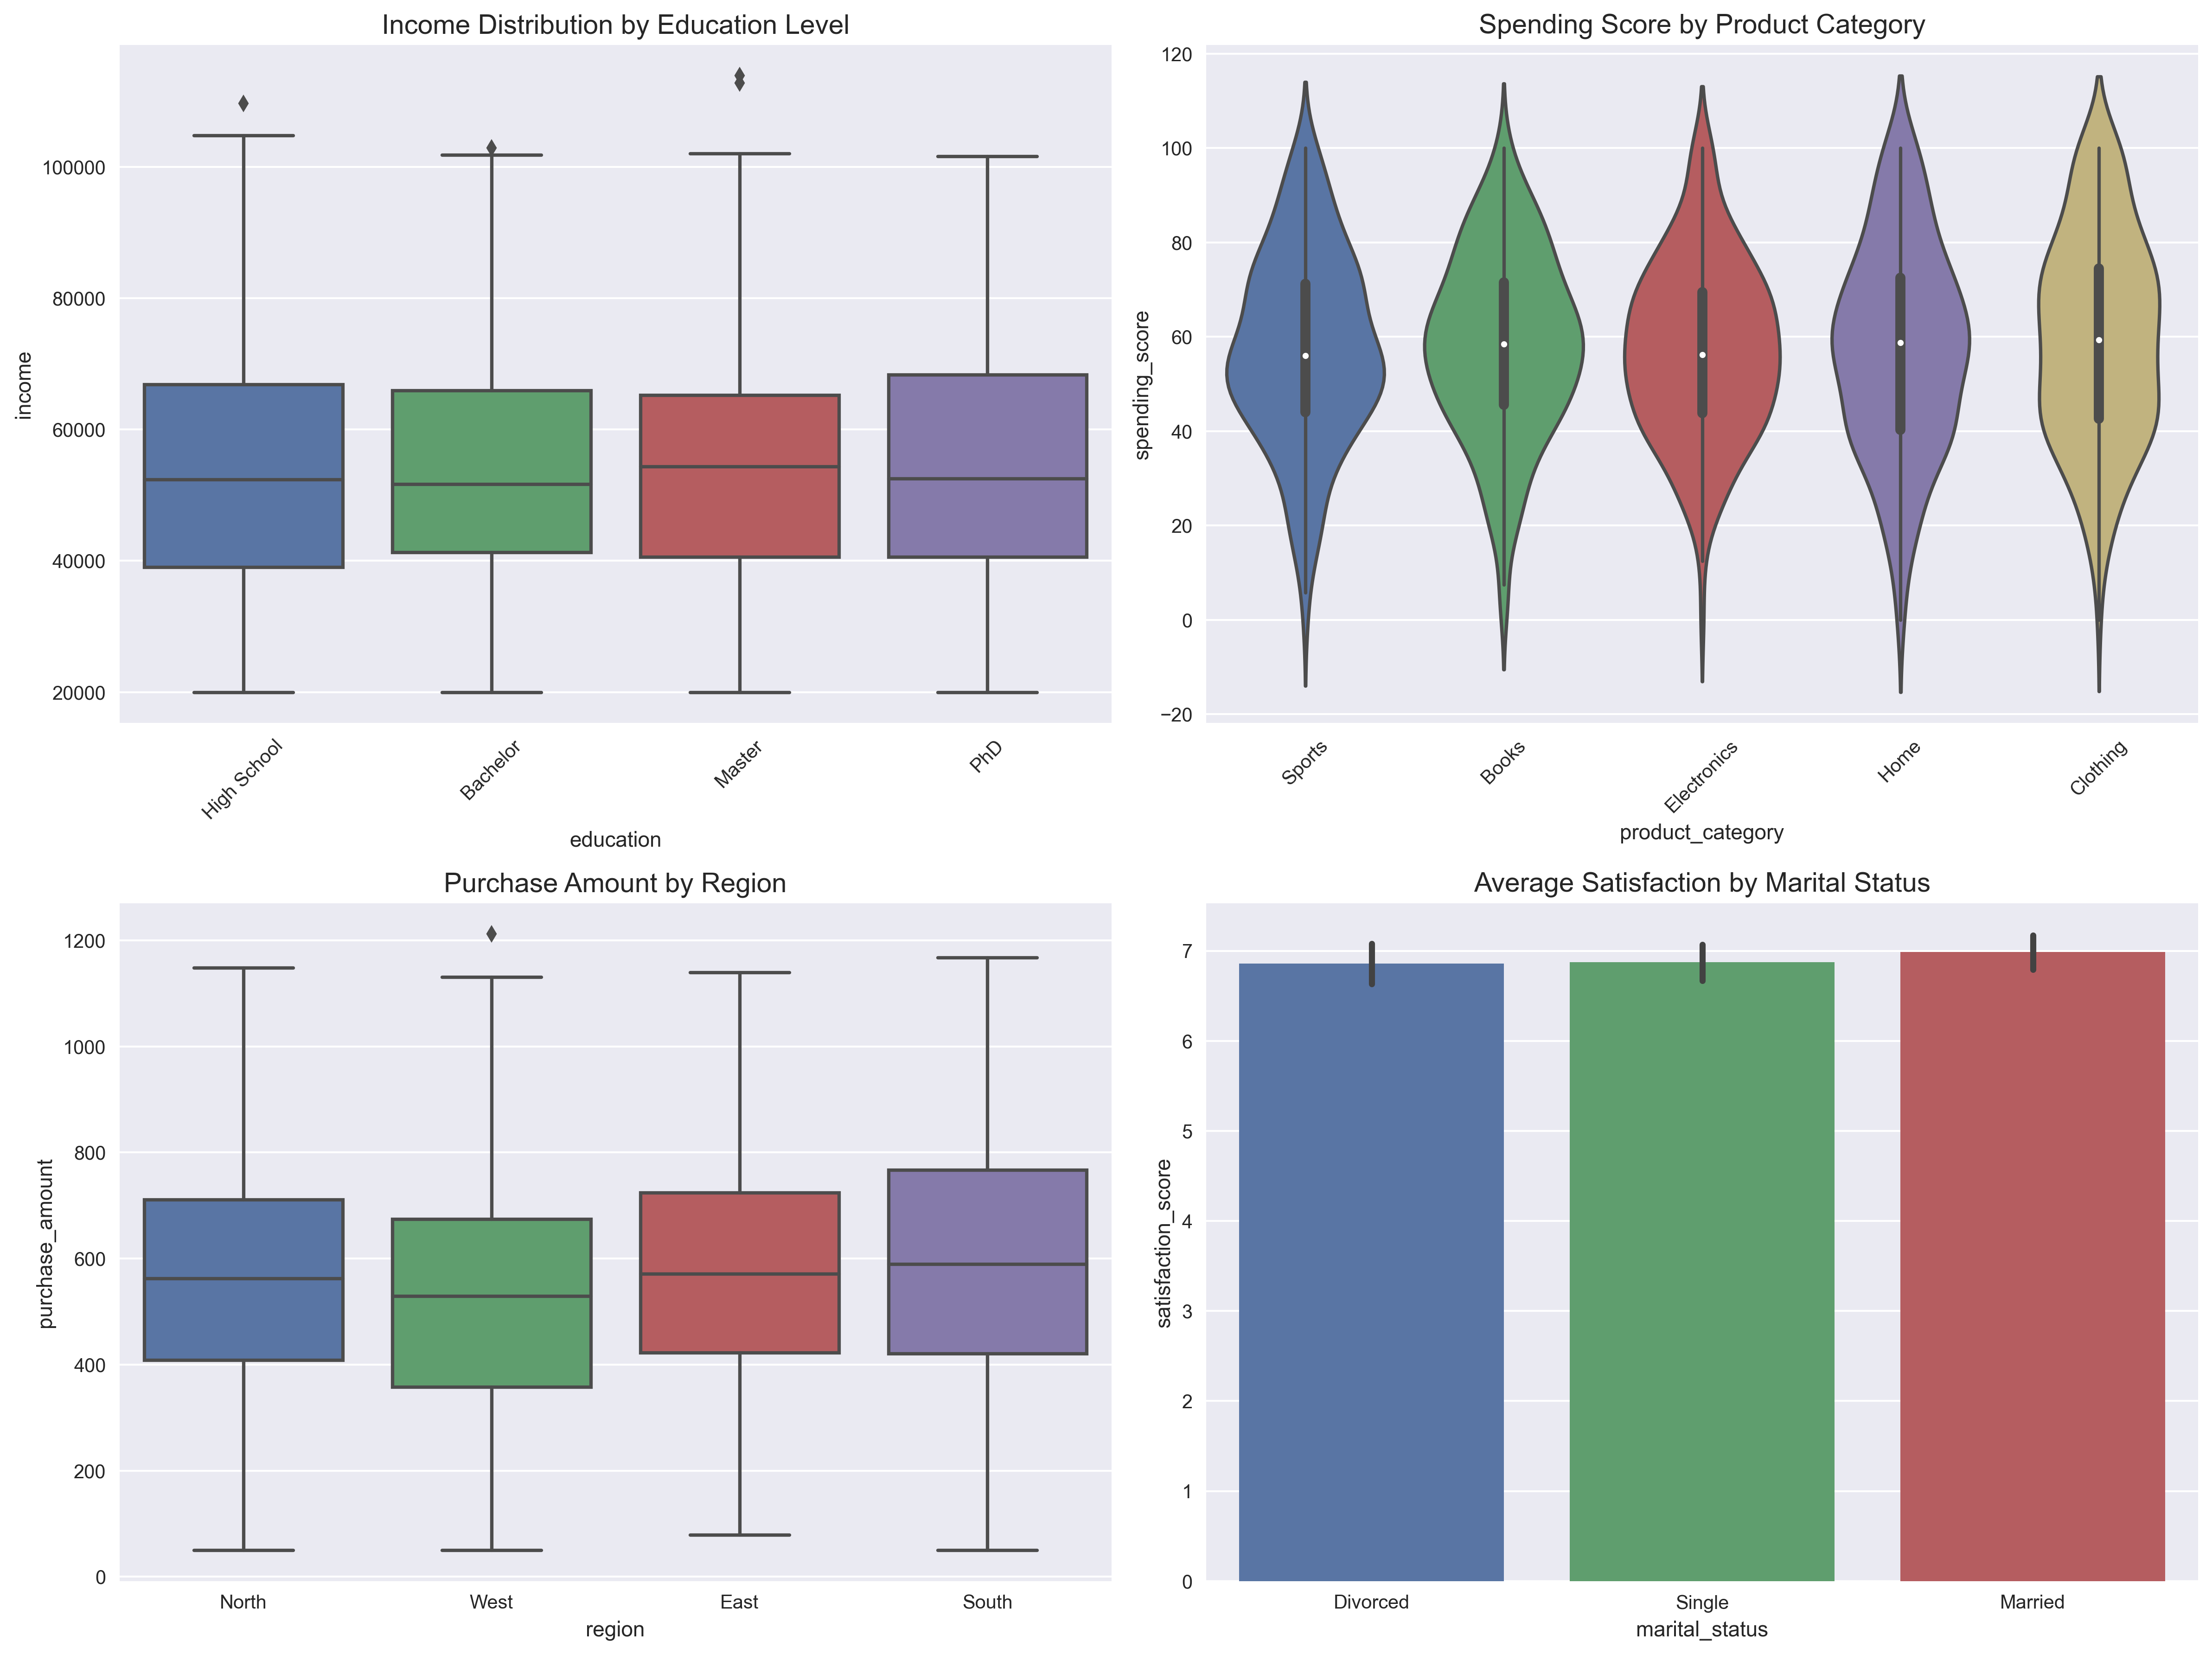 Income Distribution by Education Level
100000
80000
60000
40000
20000
income
High School
Bachelor
Master
PhD
education
Spending Score by Product Category
120
100
80
60
40
20
0
−20
spending_score
Sports
Books
Electronics
Home
Clothing
product_category
Purchase Amount by Region
1200
1000
800
600
400
200
0
purchase_amount
North
West
East
South
region
Average Satisfaction by Marital Status
7
6
5
4
3
2
1
0
satisfaction_score
Divorced
Single
Married
marital_status